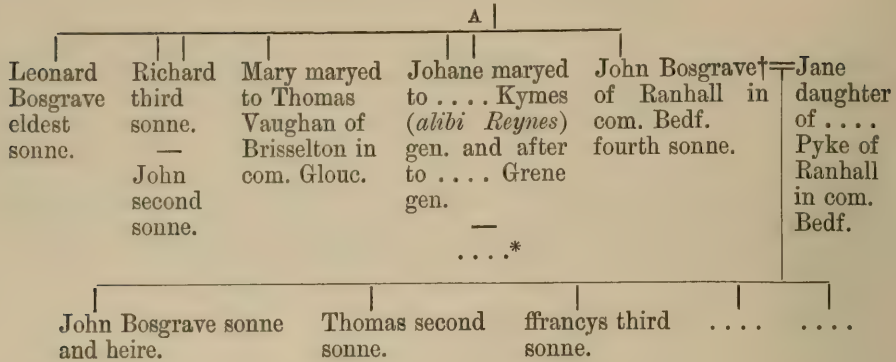 A
Leonard
Bosgrave
eldest
sonne.
Richard
third
sonne.
—
John
second
sonne.
Mary maryed
to Thomas
Vaughan of
Brisselton in
com. Glouc.
Johane maryed
to .... Kymes
(alibi Reynes)
gen. and after
to .... Grene
gen.
—
....*
John Bosgrave†
of Ranhall in
com. Bedf.
fourth sonne.
=Jane
daughter
of ....
Pyke of
Ranhall
in com.
Bedf.
John Bosgrave sonne
and heire.
Thomas second
sonne.
ffrancys third
sonne.
....
....